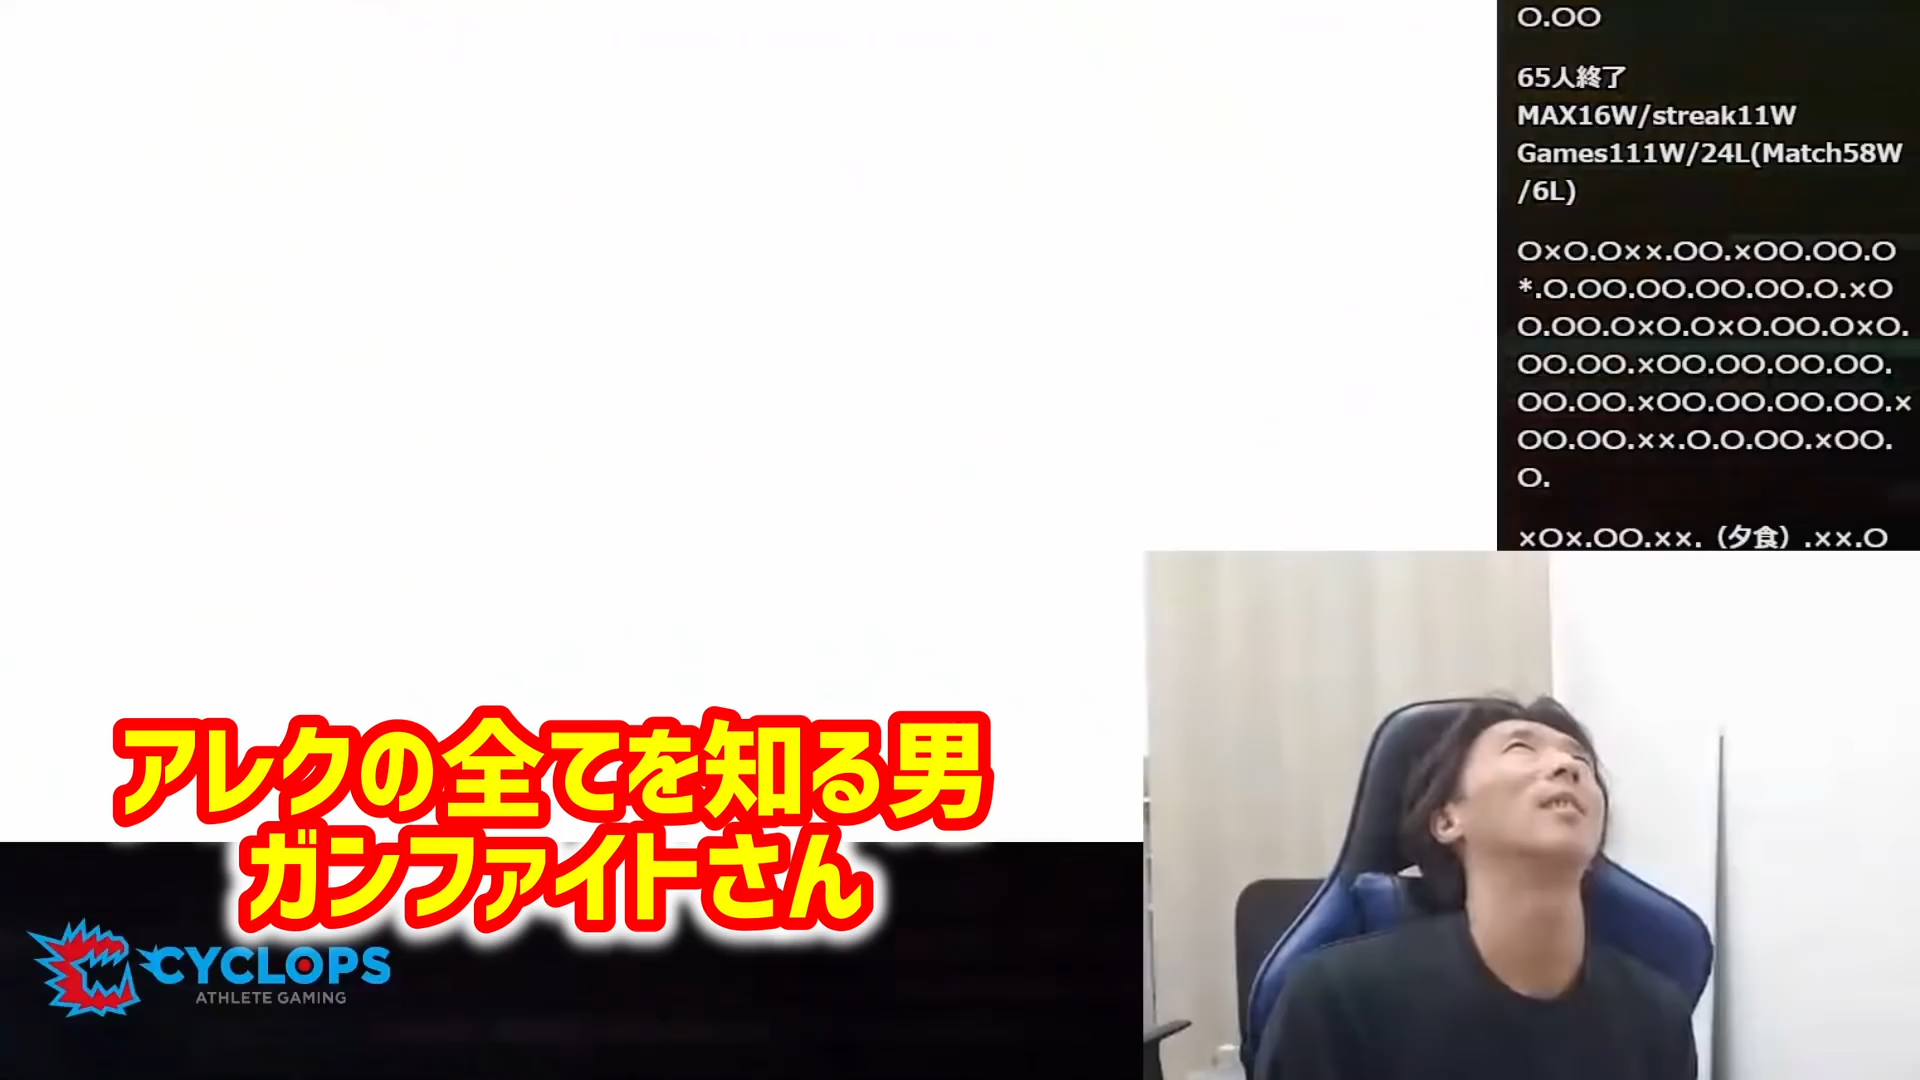 O.OO
65人終了
MAX16W/streak11W
Games111W/24L(Match58W
/6L)
O×O.O××.OO.×OO.OO.O
*.O.OO.OO.OO.OO.O.×O
O.OO.O×O.O×O.OO.O×O.
OO.OO.×OO.OO.OO.OO.
OO.OO.×OO.OO.OO.OO.×
OO.OO.××.O.O.OO.×OO.
O.
×O×.OO.××.（夕食）.××.O
アレクの全てを知る男
ガンファイトさん
CYCLOPS
ATHLETE GAMING